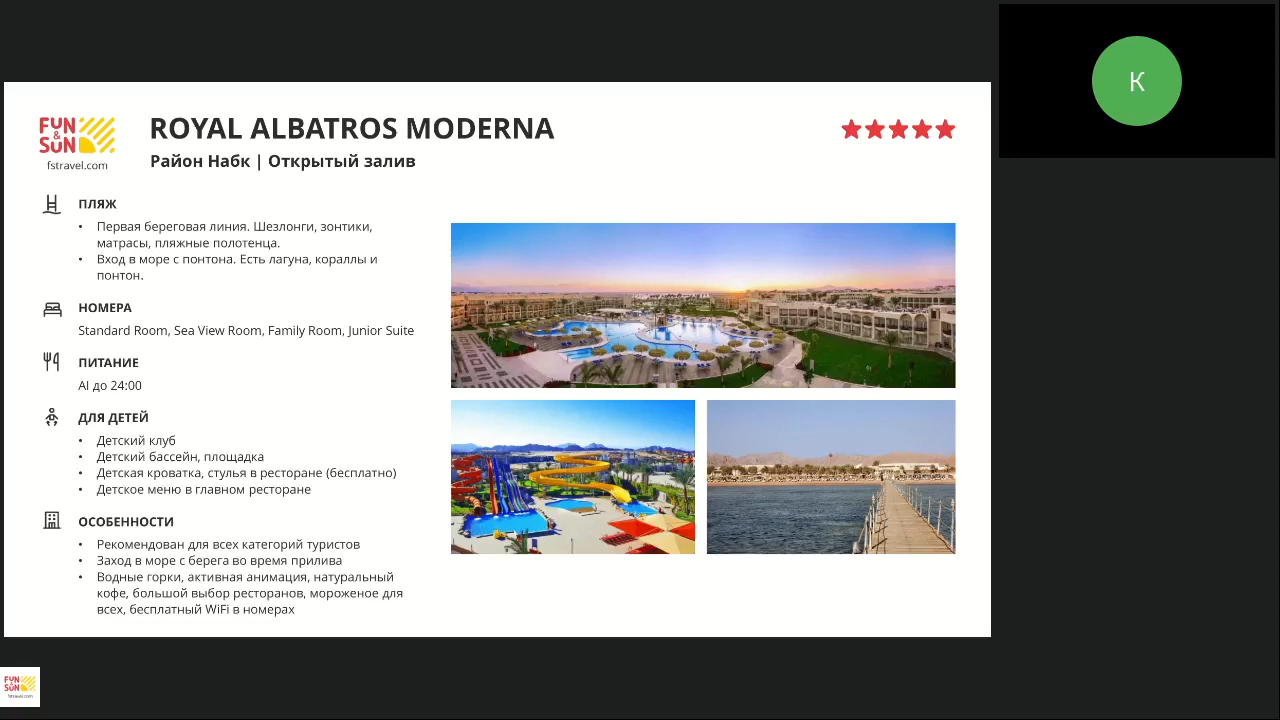 FUN
&
SUN
fstravel.com
ROYAL ALBATROS MODERNA
Район Набк | Открытый залив
ПЛЯЖ
• Первая береговая линия. Шезлонги, зонтики,
матрасы, пляжные полотенца.
• Вход в море с понтона. Есть лагуна, кораллы и
понтон.
НОМЕРА
Standard Room, Sea View Room, Family Room, Junior Suite
ПИТАНИЕ
AI до 24:00
ДЛЯ ДЕТЕЙ
• Детский клуб
• Детский бассейн, площадка
• Детская кроватка, стулья в ресторане (бесплатно)
• Детское меню в главном ресторане
ОСОБЕННОСТИ
• Рекомендован для всех категорий туристов
• Заход в море с берега во время прилива
• Водные горки, активная анимация, натуральный
кофе, большой выбор ресторанов, мороженое для
всех, бесплатный WiFi в номерах
К
FUN
&
SUN
fstravel.com